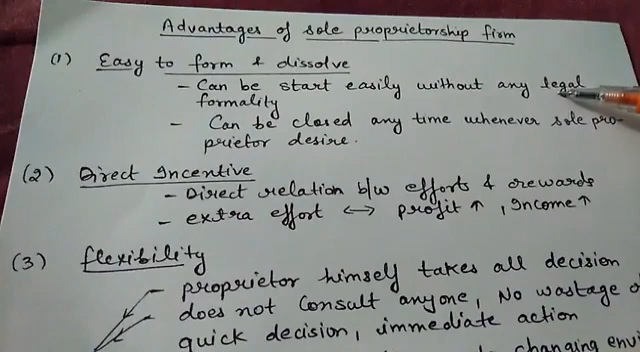 Advantages of sole proprietorship firm
(1) Easy to form & dissolve
- Can be start easily without any legal
formality
- Can be closed any time whenever sole pro-
prietor desire.
(2) Direct Incentive
- Direct relation b/w efforts & rewards
- extra effort ↔ profit ↑, Income ↑
(3) flexibility
proprietor himself takes all decision
does not consult anyone, No wastage
quick decision, immediate action
changing